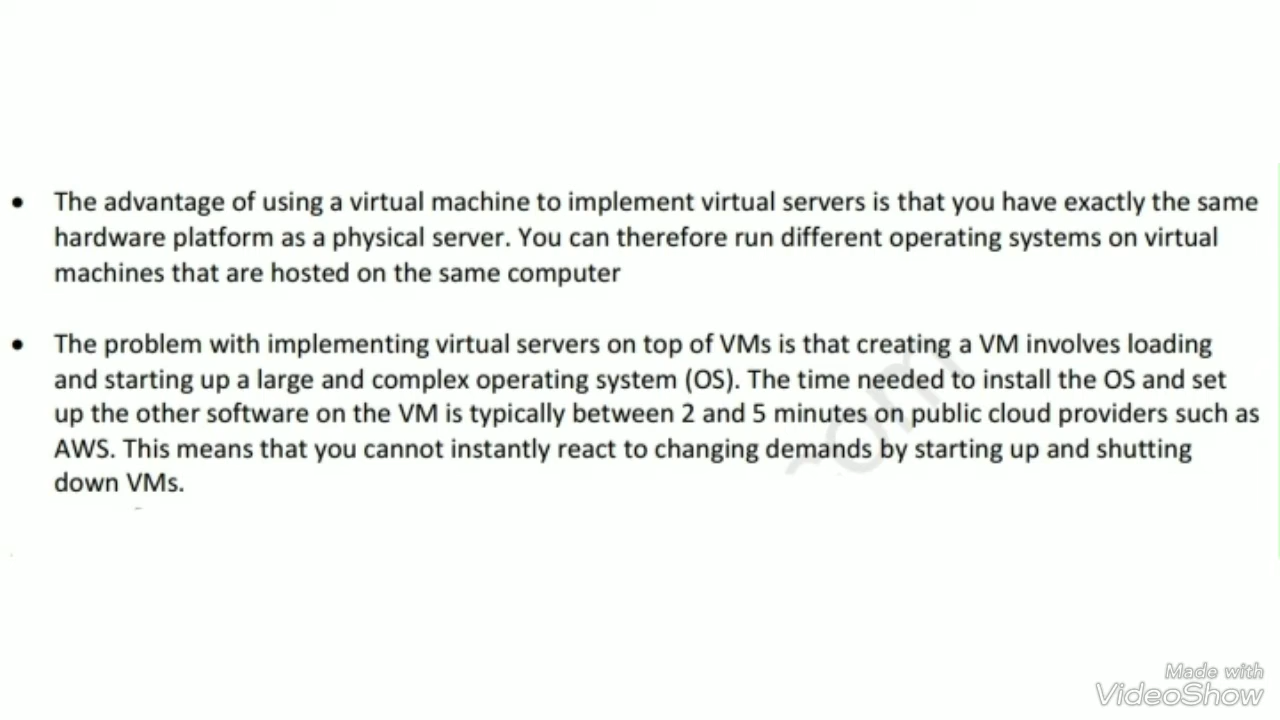 • The advantage of using a virtual machine to implement virtual servers is that you have exactly the same
hardware platform as a physical server. You can therefore run different operating systems on virtual
machines that are hosted on the same computer
• The problem with implementing virtual servers on top of VMs is that creating a VM involves loading
and starting up a large and complex operating system (OS). The time needed to install the OS and set
up the other software on the VM is typically between 2 and 5 minutes on public cloud providers such as
AWS. This means that you cannot instantly react to changing demands by starting up and shutting
down VMs.
Made with
VideoShow